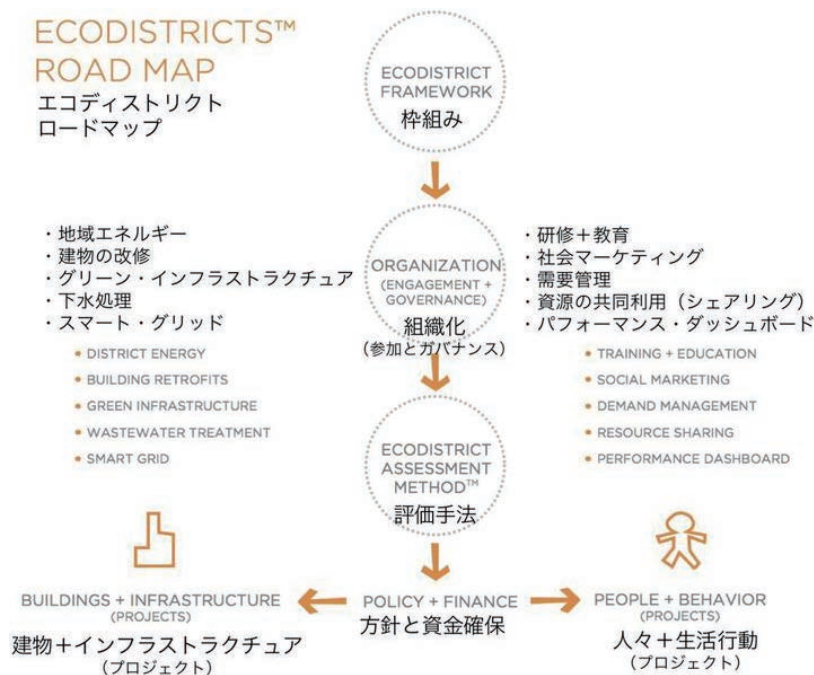 ECODISTRICTS™
ROAD MAP
エコディストリクト
ロードマップ
ECODISTRICT
FRAMEWORK
枠組み
・地域エネルギー
・建物の改修
・グリーン・インフラストラクチュア
・下水処理
・スマート・グリッド
• DISTRICT ENERGY
• BUILDING RETROFITS
• GREEN INFRASTRUCTURE
• WASTEWATER TREATMENT
• SMART GRID
ORGANIZATION
(ENGAGEMENT +
GOVERNANCE)
組織化
(参加とガバナンス)
・研修＋教育
・社会マーケティング
・需要管理
・資源の共同利用（シェアリング）
・パフォーマンス・ダッシュボード
• TRAINING + EDUCATION
• SOCIAL MARKETING
• DEMAND MANAGEMENT
• RESOURCE SHARING
• PERFORMANCE DASHBOARD
ECODISTRICT
ASSESSMENT
METHOD™
評価手法
BUILDINGS + INFRASTRUCTURE
(PROJECTS)
建物＋インフラストラクチュア
(プロジェクト)
POLICY + FINANCE
方針と資金確保
PEOPLE + BEHAVIOR
(PROJECTS)
人々＋生活行動
(プロジェクト)